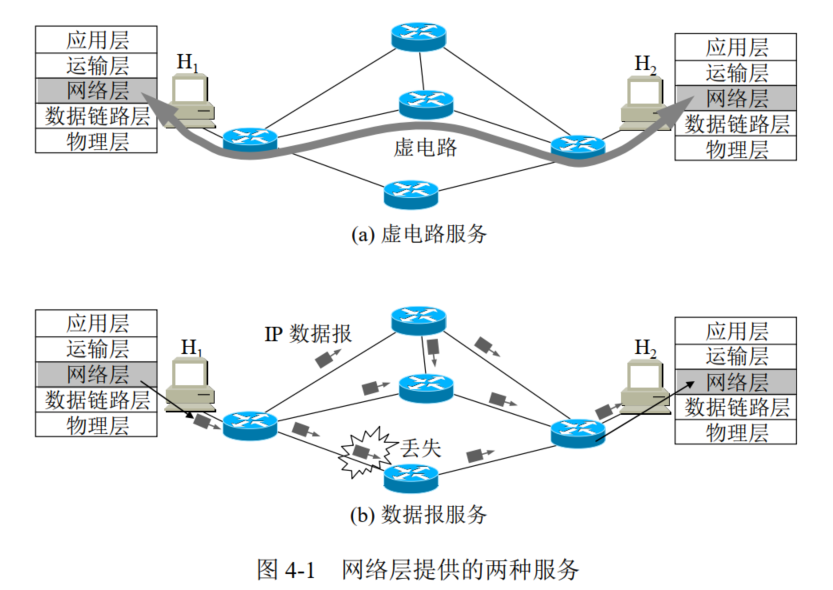 应用层
运输层
网络层
数据链路层
物理层
H1
虚电路
H2
应用层
运输层
网络层
数据链路层
物理层
(a) 虚电路服务
应用层
运输层
网络层
数据链路层
物理层
H1
IP 数据报
丢失
H2
应用层
运输层
网络层
数据链路层
物理层
(b) 数据报服务
图 4-1 网络层提供的两种服务